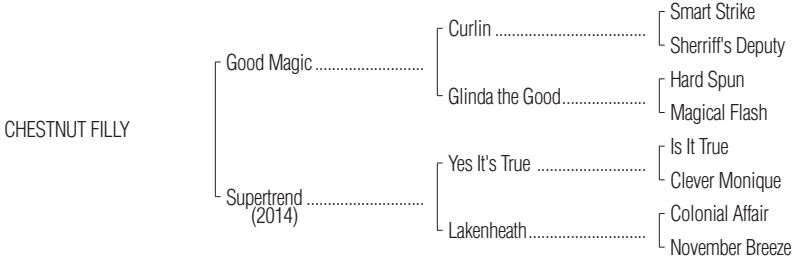 Smart Strike
Curlin ....................................
Sherriff's Deputy
Good Magic ..........................
Hard Spun
Glinda the Good....................
Magical Flash
CHESTNUT FILLY
Is It True
Yes It's True ..........................
Clever Monique
Supertrend ............................
(2014)
Colonial Affair
Lakenheath............................
November Breeze